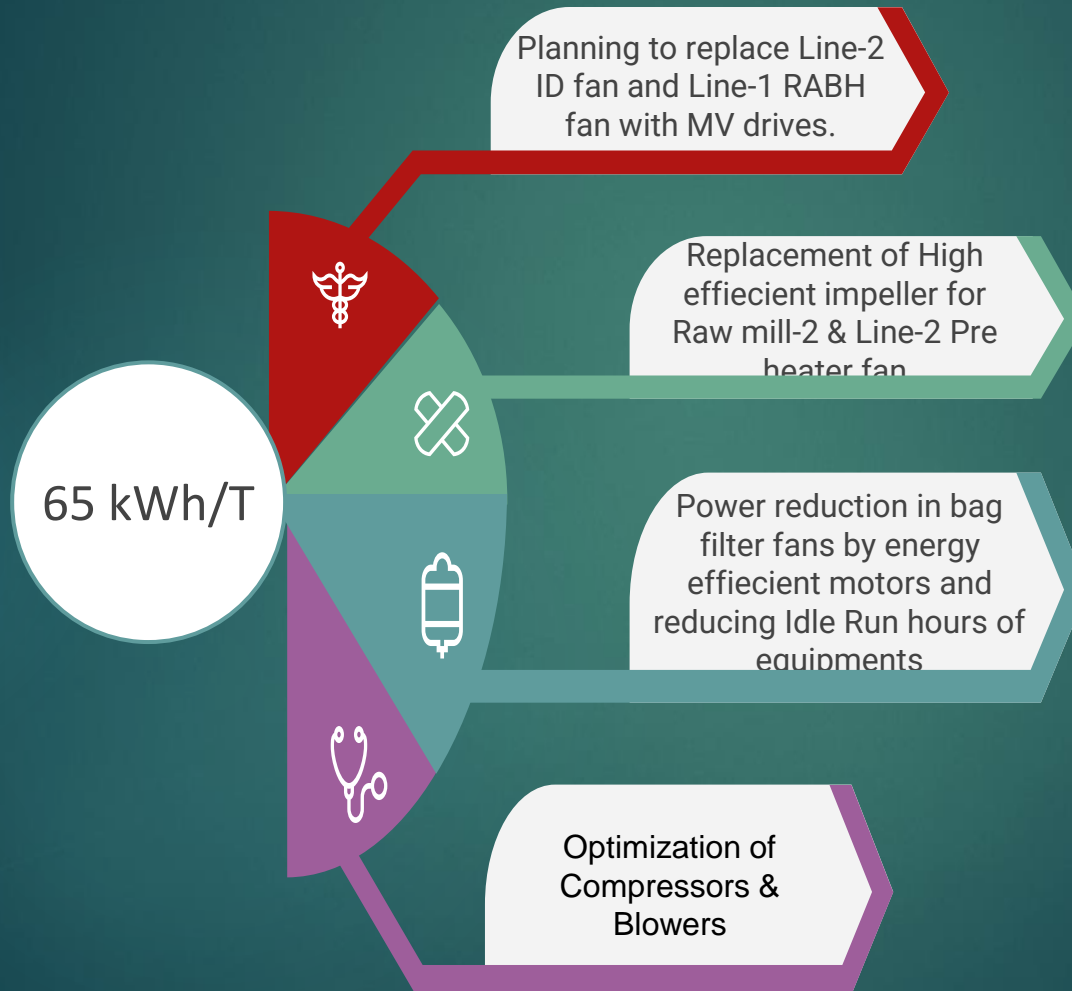 Planning to replace Line-2
ID fan and Line-1 RABH
fan with MV drives.
Replacement of High
effiecient impeller for
Raw mill-2 & Line-2 Pre
heater fan
65 kWh/T
Power reduction in bag
filter fans by energy
effiecient motors and
reducing Idle Run hours of
equipments
Optimization of
Compressors &
Blowers